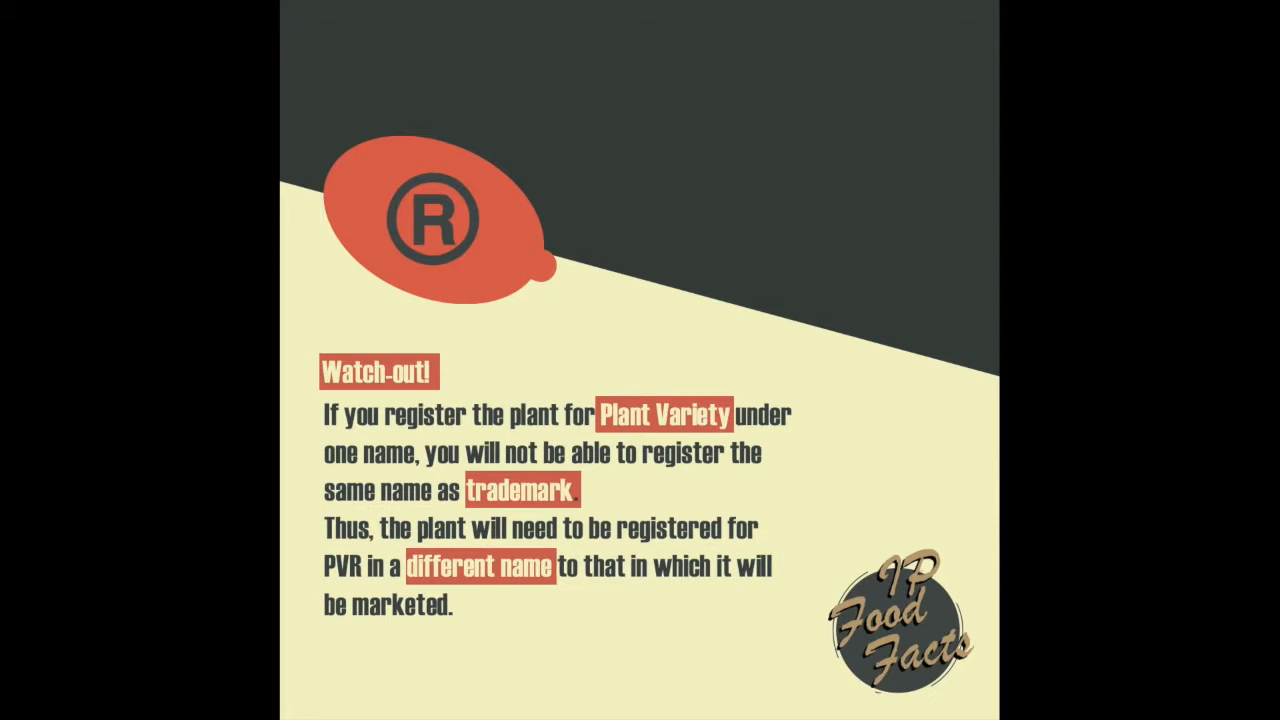 R
Watch-out!
If you register the plant for Plant Variety under
one name, you will not be able to register the
same name as trademark.
Thus, the plant will need to be registered for
PVR in a different name to that in which it will
be marketed.
IP
Food
Facts